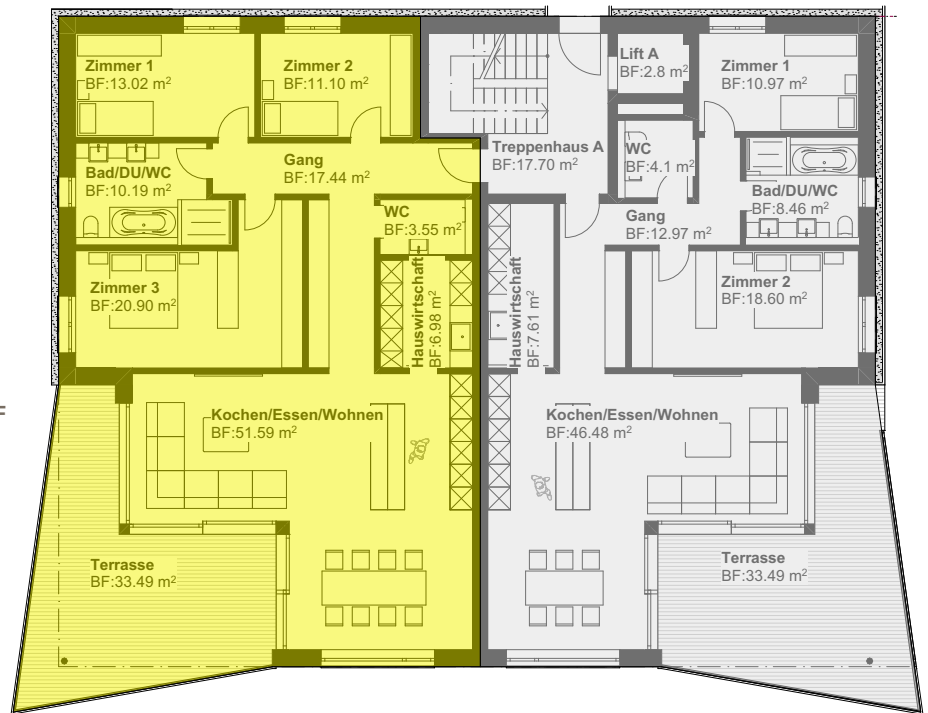 Zimmer 1
BF:13.02 m²
Zimmer 2
BF:11.10 m²
Bad/DU/WC
BF:10.19 m²
Gang
BF:17.44 m²
WC
BF:3.55 m²
Zimmer 3
BF:20.90 m²
Hauswirtschaft
BF:6.98 m²
Kochen/Essen/Wohnen
BF:51.59 m²
Terrasse
BF:33.49 m²
Lift A
BF:2.8 m²
Zimmer 1
BF:10.97 m²
Treppenhaus A
BF:17.70 m²
WC
BF:4.1 m²
Bad/DU/WC
BF:8.46 m²
Gang
BF:12.97 m²
Hauswirtschaft
BF:7.61 m²
Zimmer 2
BF:18.60 m²
Kochen/Essen/Wohnen
BF:46.48 m²
Terrasse
BF:33.49 m²